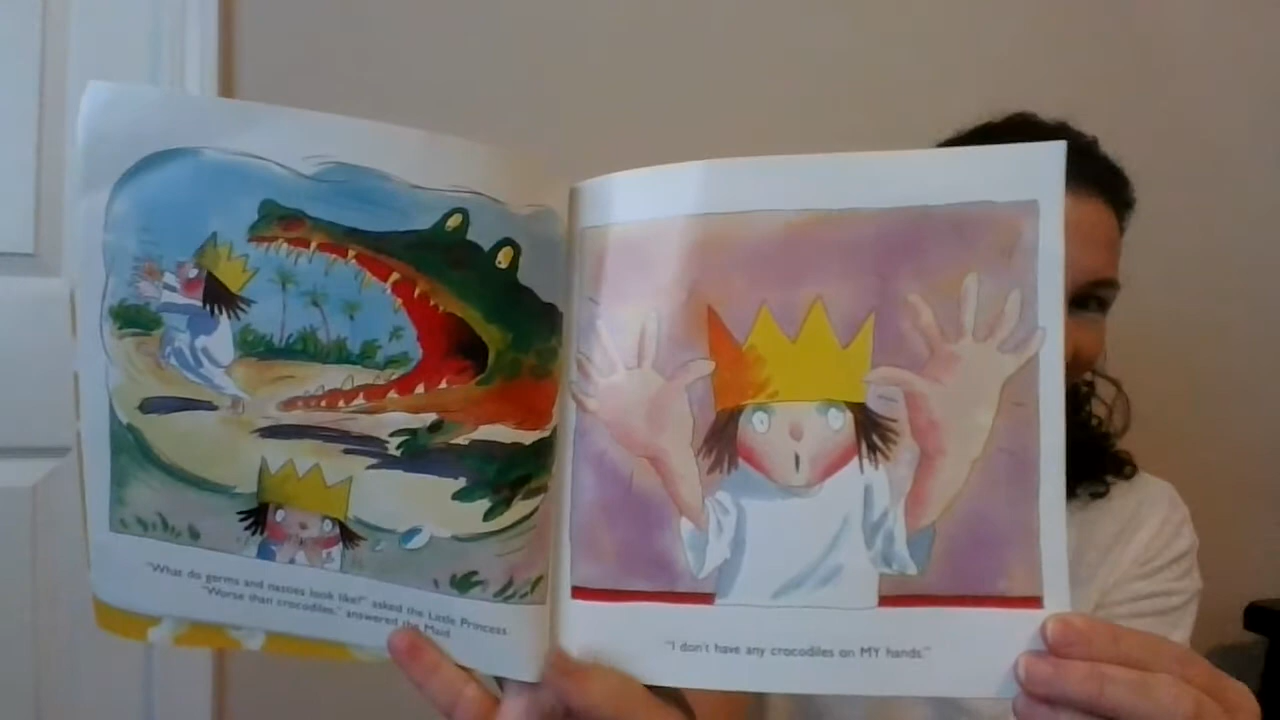 "What do germs and nasties look like?" asked the Little Princess.
"Worse than crocodiles," answered the Maid.
"I don't have any crocodiles on MY hands."